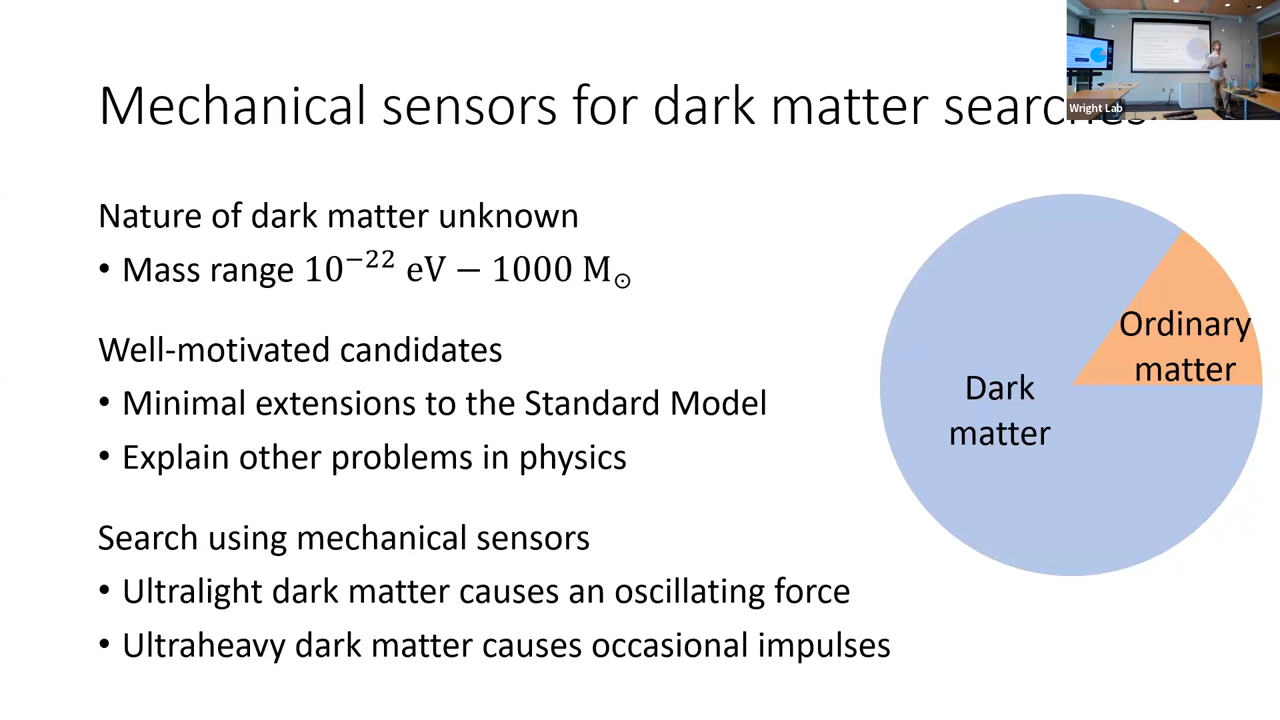 Mechanical sensors for dark matter searches
Wright Lab
Nature of dark matter unknown
• Mass range 10⁻²² eV − 1000 M☉
Well-motivated candidates
• Minimal extensions to the Standard Model
• Explain other problems in physics
Search using mechanical sensors
• Ultralight dark matter causes an oscillating force
• Ultraheavy dark matter causes occasional impulses
Ordinary
matter
Dark
matter